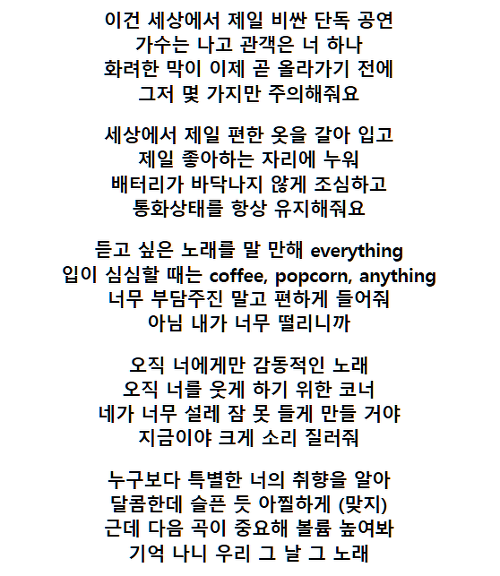 이건 세상에서 제일 비싼 단독 공연
가수는 나고 관객은 너 하나
화려한 막이 이제 곧 올라가기 전에
그저 몇 가지만 주의해줘요
세상에서 제일 편한 옷을 갈아 입고
제일 좋아하는 자리에 누워
배터리가 바닥나지 않게 조심하고
통화상태를 항상 유지해줘요
듣고 싶은 노래를 말 만해 everything
입이 심심할 때는 coffee, popcorn, anything
너무 부담주진 말고 편하게 들어줘
아님 내가 너무 떨리니까
오직 너에게만 감동적인 노래
오직 너를 웃게 하기 위한 코너
네가 너무 설레 잠 못 들게 만들 거야
지금이야 크게 소리 질러줘
누구보다 특별한 너의 취향을 알아
달콤한데 슬픈 듯 아찔하게 (맞지)
근데 다음 곡이 중요해 볼륨 높여봐
기억 나니 우리 그 날 그 노래